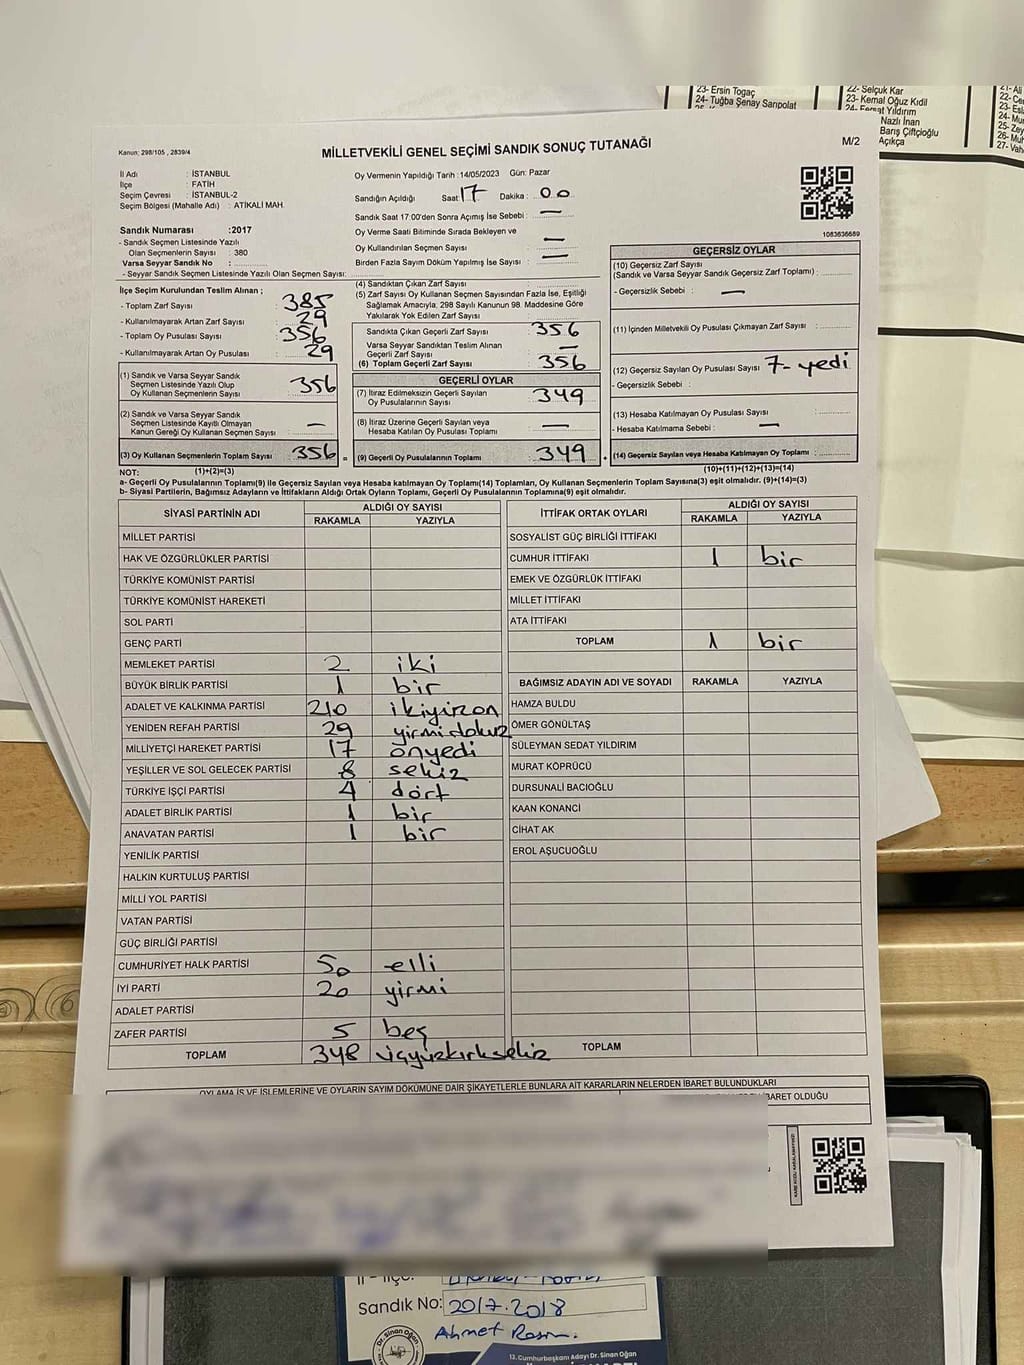 23- Ersin Togaç
24- Tuğba Şenay Sarıpolat
22- Selçuk Kar
23- Kemal Oğuz Kıdıl
24- Fırat Yıldırım
Nazlı İnan
Barış Çiftçioğlu
Açıkça
Kanun: 298/105 , 2839/4
MİLLETVEKİLİ GENEL SEÇİMİ SANDIK SONUÇ TUTANAĞI
M/2
İl Adı : İSTANBUL
İlçe : FATİH
Seçim Çevresi : İSTANBUL-2
Seçim Bölgesi (Mahalle Adı) : ATİKALİ MAH.
Sandık Numarası :2017
- Sandık Seçmen Listesinde Yazılı
Olan Seçmenlerin Sayısı : 380
Varsa Seyyar Sandık No :
- Seyyar Sandık Seçmen Listesinde Yazılı Olan Seçmen Sayısı:
Oy Vermenin Yapıldığı Tarih :14/05/2023 Gün: Pazar
Sandığın Açıldığı Saat: 17 Dakika : 00
Sandık Saat 17.00'den Sonra Açımış İse Sebebi : —
Oy Verme Saati Bitiminde Sırada Bekleyen ve
Oy Kullandırılan Seçmen Sayısı : —
Birden Fazla Sayım Döküm Yapılmış İse Sayısı : —
1083636689
İlçe Seçim Kurulundan Teslim Alınan ;
- Toplam Zarf Sayısı : 385
- Kullanılmayarak Artan Zarf Sayısı : 29
- Toplam Oy Pusulası Sayısı : 356
- Kullanılmayarak Artan Oy Pusulası : 29
(1) Sandık ve Varsa Seyyar Sandık
Seçmen Listesinde Yazılı Olup
Oy Kullanan Seçmenlerin Sayısı : 356
(2) Sandık ve Varsa Seyyar Sandık
Seçmen Listesinde Kayıtlı Olmayan
Kanun Gereği Oy Kullanan Seçmen Sayısı : —
(3) Oy Kullanan Seçmenlerin Toplam Sayısı : 356 =
(4) Sandıktan Çıkan Zarf Sayısı :
(5) Zarf Sayısı Oy Kullanan Seçmen Sayısından Fazla İse, Eşitliği
Sağlamak Amacıyla, 298 Sayılı Kanunun 98. Maddesine Göre
Yakılarak Yok Edilen Zarf Sayısı :
Sandıkta Çıkan Geçerli Zarf Sayısı : 356
Varsa Seyyar Sandıktan Teslim Alınan
Geçerli Zarf Sayısı : —
(6) Toplam Geçerli Zarf Sayısı : 356
GEÇERLİ OYLAR
(7) İtiraz Edilmeksizin Geçerli Sayılan
Oy Pusulalarının Sayısı : 349
(8) İtiraz Üzerine Geçerli Sayılan veya
Hesaba Katılan Oy Pusulası Toplamı : —
(9) Geçerli Oy Pusulalarının Toplamı : 349 +
GEÇERSİZ OYLAR
(10) Geçersiz Zarf Sayısı
(Sandık ve Varsa Seyyar Sandık Geçersiz Zarf Toplamı) :
- Geçersizlik Sebebi : —
(11) İçinden Milletvekili Oy Pusulası Çıkmayan Zarf Sayısı :
(12) Geçersiz Sayılan Oy Pusulası Sayısı : 7- yedi
- Geçersizlik Sebebi :
(13) Hesaba Katılmayan Oy Pusulası Sayısı :
- Hesaba Katılmama Sebebi : —
(14) Geçersiz Sayılan veya Hesaba Katılmayan Oy Toplamı :
NOT: (1)+(2)=(3) (10)+(11)+(12)+(13)=(14)
a- Geçerli Oy Pusulalarının Toplamı(9) ile Geçersiz Sayılan veya Hesaba Katılmayan Oy Toplamı(14) Toplamları, Oy Kullanan Seçmenlerin Toplam Sayısına(3) eşit olmalıdır. (9)+(14)=(3)
b- Siyasi Partilerin, Bağımsız Adayların ve İttifakların Aldığı Ortak Oyların Toplamı, Geçerli Oy Pusulalarının Toplamına(9) eşit olmalıdır.
SİYASİ PARTİNİN ADI ALDIĞI OY SAYISI
RAKAMLA YAZIYLA
MİLLET PARTİSİ
HAK VE ÖZGÜRLÜKLER PARTİSİ
TÜRKİYE KOMÜNİST PARTİSİ
TÜRKİYE KOMÜNİST HAREKETİ
SOL PARTİ
GENÇ PARTİ
MEMLEKET PARTİSİ 2 iki
BÜYÜK BİRLİK PARTİSİ 1 bir
ADALET VE KALKINMA PARTİSİ 210 ikiyüzon
YENİDEN REFAH PARTİSİ 29 yirmidokuz
MİLLİYETÇİ HAREKET PARTİSİ 17 onyedi
YEŞİLLER VE SOL GELECEK PARTİSİ 8 sekiz
TÜRKİYE İŞÇİ PARTİSİ 4 dört
ADALET BİRLİK PARTİSİ 1 bir
ANAVATAN PARTİSİ 1 bir
YENİLİK PARTİSİ
HALKIN KURTULUŞ PARTİSİ
MİLLİ YOL PARTİSİ
VATAN PARTİSİ
GÜÇ BİRLİĞİ PARTİSİ
CUMHURİYET HALK PARTİSİ 50 elli
İYİ PARTİ 20 yirmi
ADALET PARTİSİ
ZAFER PARTİSİ 5 beş
TOPLAM 348 üçyüzkırksekiz
İTTİFAK ORTAK OYLARI ALDIĞI OY SAYISI
RAKAMLA YAZIYLA
SOSYALİST GÜÇ BİRLİĞİ İTTİFAKI
CUMHUR İTTİFAKI 1 bir
EMEK VE ÖZGÜRLÜK İTTİFAKI
MİLLET İTTİFAKI
ATA İTTİFAKI
TOPLAM 1 bir
BAĞIMSIZ ADAYIN ADI VE SOYADI RAKAMLA YAZIYLA
HAMZA BULDU
ÖMER GÖNÜLTAŞ
SÜLEYMAN SEDAT YILDIRIM
MURAT KÖPRÜCÜ
DURSUNALİ BACIOĞLU
KAAN KONANCİ
CİHAT AK
EROL AŞUCUOĞLU
TOPLAM
OYLAMA İŞ VE İŞLEMLERİNE VE OYLARIN SAYIM DÖKÜMÜNE DAİR ŞİKAYETLERLE BUNLARA AİT KARARLARIN NELERDEN İBARET BULUNDUKLARI
BARET OLDUĞU
Sandık No: 2017.2018
Dr. Sinan Oğan
13. Cumhurbaşkanı Adayı Dr. Sinan Oğan